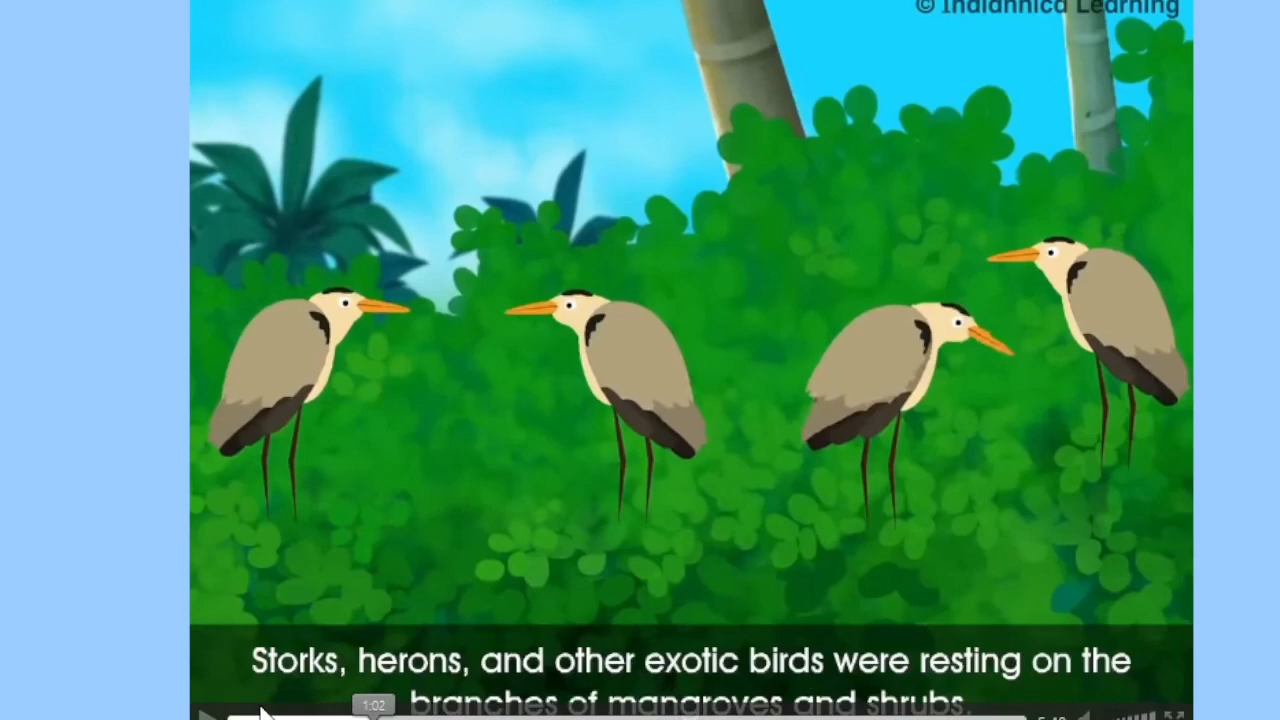 © Indiannica Learning
Storks, herons, and other exotic birds were resting on the
branches of mangroves and shrubs.
1:02